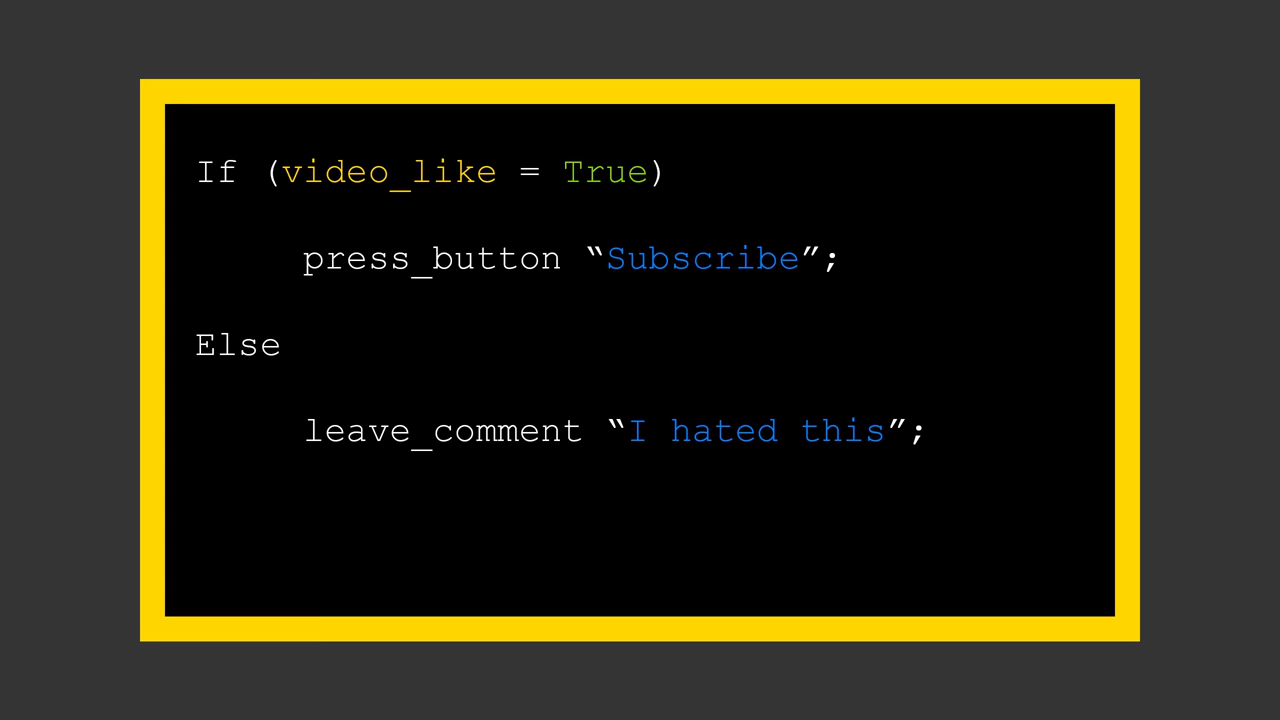 If (video_like = True)
press_button “Subscribe”;
Else
leave_comment “I hated this”;